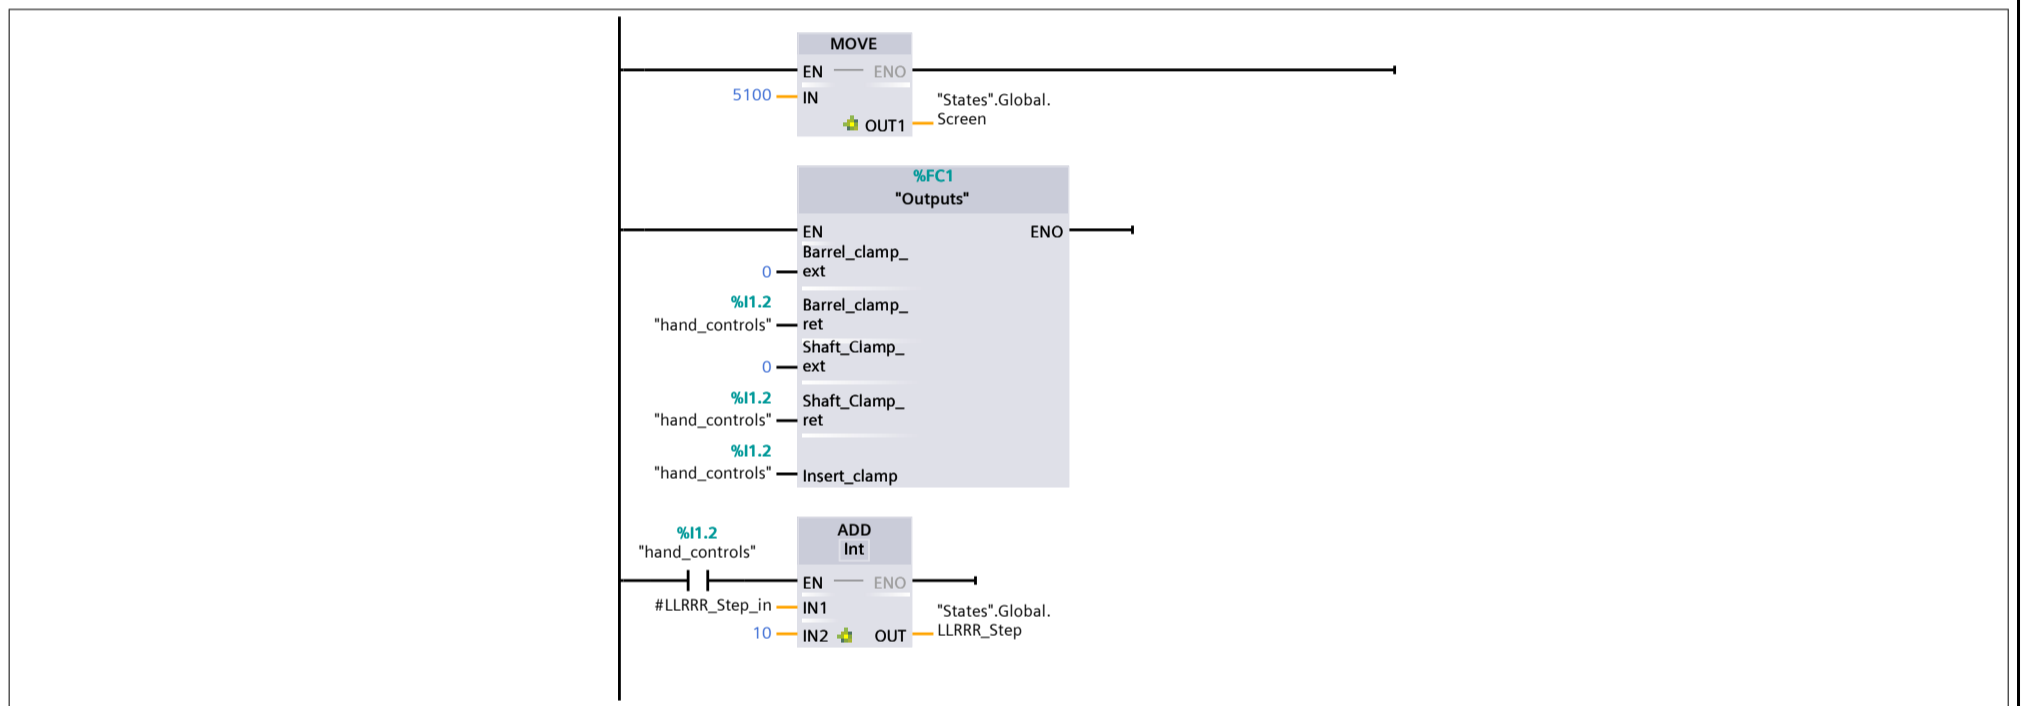 MOVE
EN ENO
5100 IN
"States".Global.
Screen
OUT1
%FC1
"Outputs"
EN ENO
Barrel_clamp_
0 ext
%I1.2
Barrel_clamp_
"hand_controls" ret
Shaft_Clamp_
0 ext
%I1.2
Shaft_Clamp_
"hand_controls" ret
%I1.2
"hand_controls" Insert_clamp
%I1.2
"hand_controls"
ADD
Int
EN ENO
#LLRRR_Step_in IN1
"States".Global.
LLRRR_Step
10 IN2 OUT